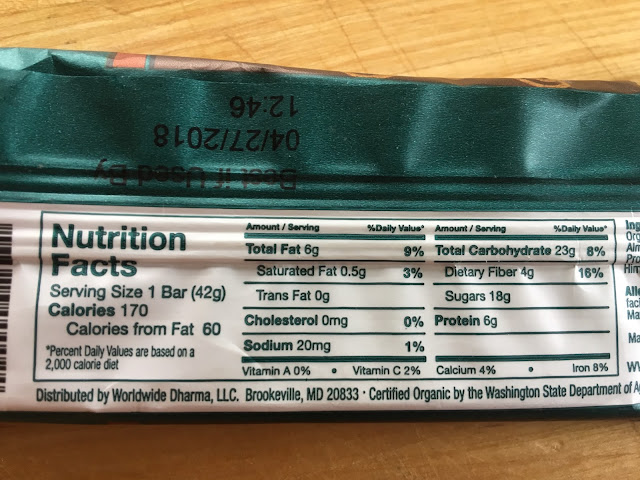 12:46
04/27/2018
Best if Used By
Nutrition
Facts
Serving Size 1 Bar (42g)
Calories 170
Calories from Fat 60
*Percent Daily Values are based on a
2,000 calorie diet
Amount / Serving %Daily Value*
Total Fat 6g 9%
Saturated Fat 0.5g 3%
Trans Fat 0g
Cholesterol 0mg 0%
Sodium 20mg 1%
Amount / Serving %Daily Value*
Total Carbohydrate 23g 8%
Dietary Fiber 4g 16%
Sugars 18g
Protein 6g
Vitamin A 0% • Vitamin C 2% Calcium 4% • Iron 8%
Distributed by Worldwide Dharma, LLC. Brookeville, MD 20833 · Certified Organic by the Washington State Department of